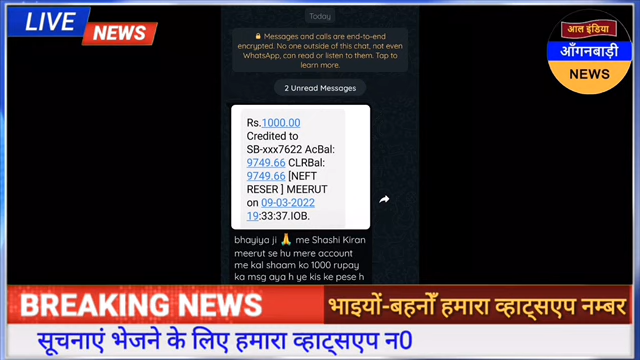 LIVE
NEWS
Today
🔒 Messages and calls are end-to-end
encrypted. No one outside of this chat, not even
WhatsApp, can read or listen to them. Tap to
learn more.
2 Unread Messages
Rs.1000.00
Credited to
SB-xxx7622 AcBal:
9749.66 CLRBal:
9749.66 [NEFT
RESER ] MEERUT
on 09-03-2022
19:33:37.IOB.
bhayiya ji 🙏 me Shashi Kiran
meerut se hu mere account
me kal shaam ko 1000 rupay
ka msg aya h ye kis ke pese h
आल इंडिया
आँगनबाड़ी
NEWS
BREAKING NEWS
भाइयों-बहनोँ हमारा व्हाट्सएप नम्बर
सूचनाएं भेजने के लिए हमारा व्हाट्सएप न0